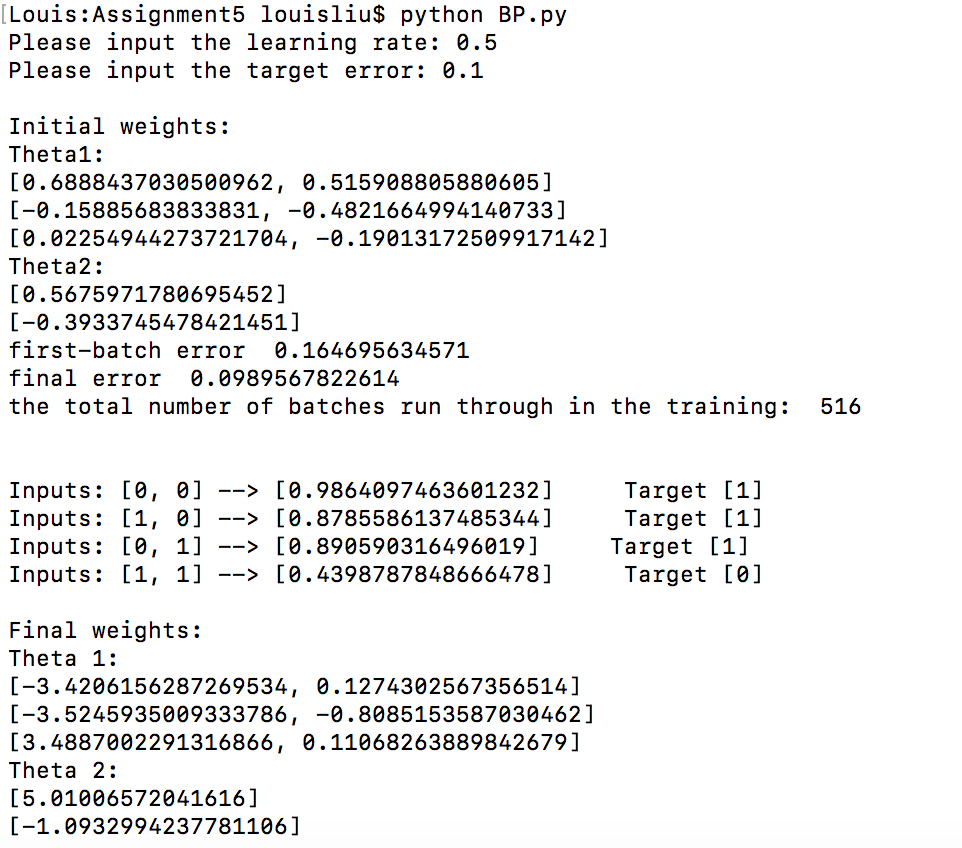 [Louis:Assignment5 louisliu$ python BP.py
Please input the learning rate: 0.5
Please input the target error: 0.1
Initial weights:
Theta1:
[0.6888437030500962, 0.515908805880605]
[-0.15885683833831, -0.4821664994140733]
[0.02254944273721704, -0.19013172509917142]
Theta2:
[0.5675971780695452]
[-0.3933745478421451]
first-batch error  0.164695634571
final error  0.0989567822614
the total number of batches run through in the training:  516
Inputs: [0, 0] --> [0.9864097463601232]     Target [1]
Inputs: [1, 0] --> [0.8785586137485344]     Target [1]
Inputs: [0, 1] --> [0.890590316496019]     Target [1]
Inputs: [1, 1] --> [0.4398787848666478]     Target [0]
Final weights:
Theta 1:
[-3.4206156287269534, 0.1274302567356514]
[-3.5245935009333786, -0.8085153587030462]
[3.4887002291316866, 0.11068263889842679]
Theta 2:
[5.01006572041616]
[-1.0932994237781106]